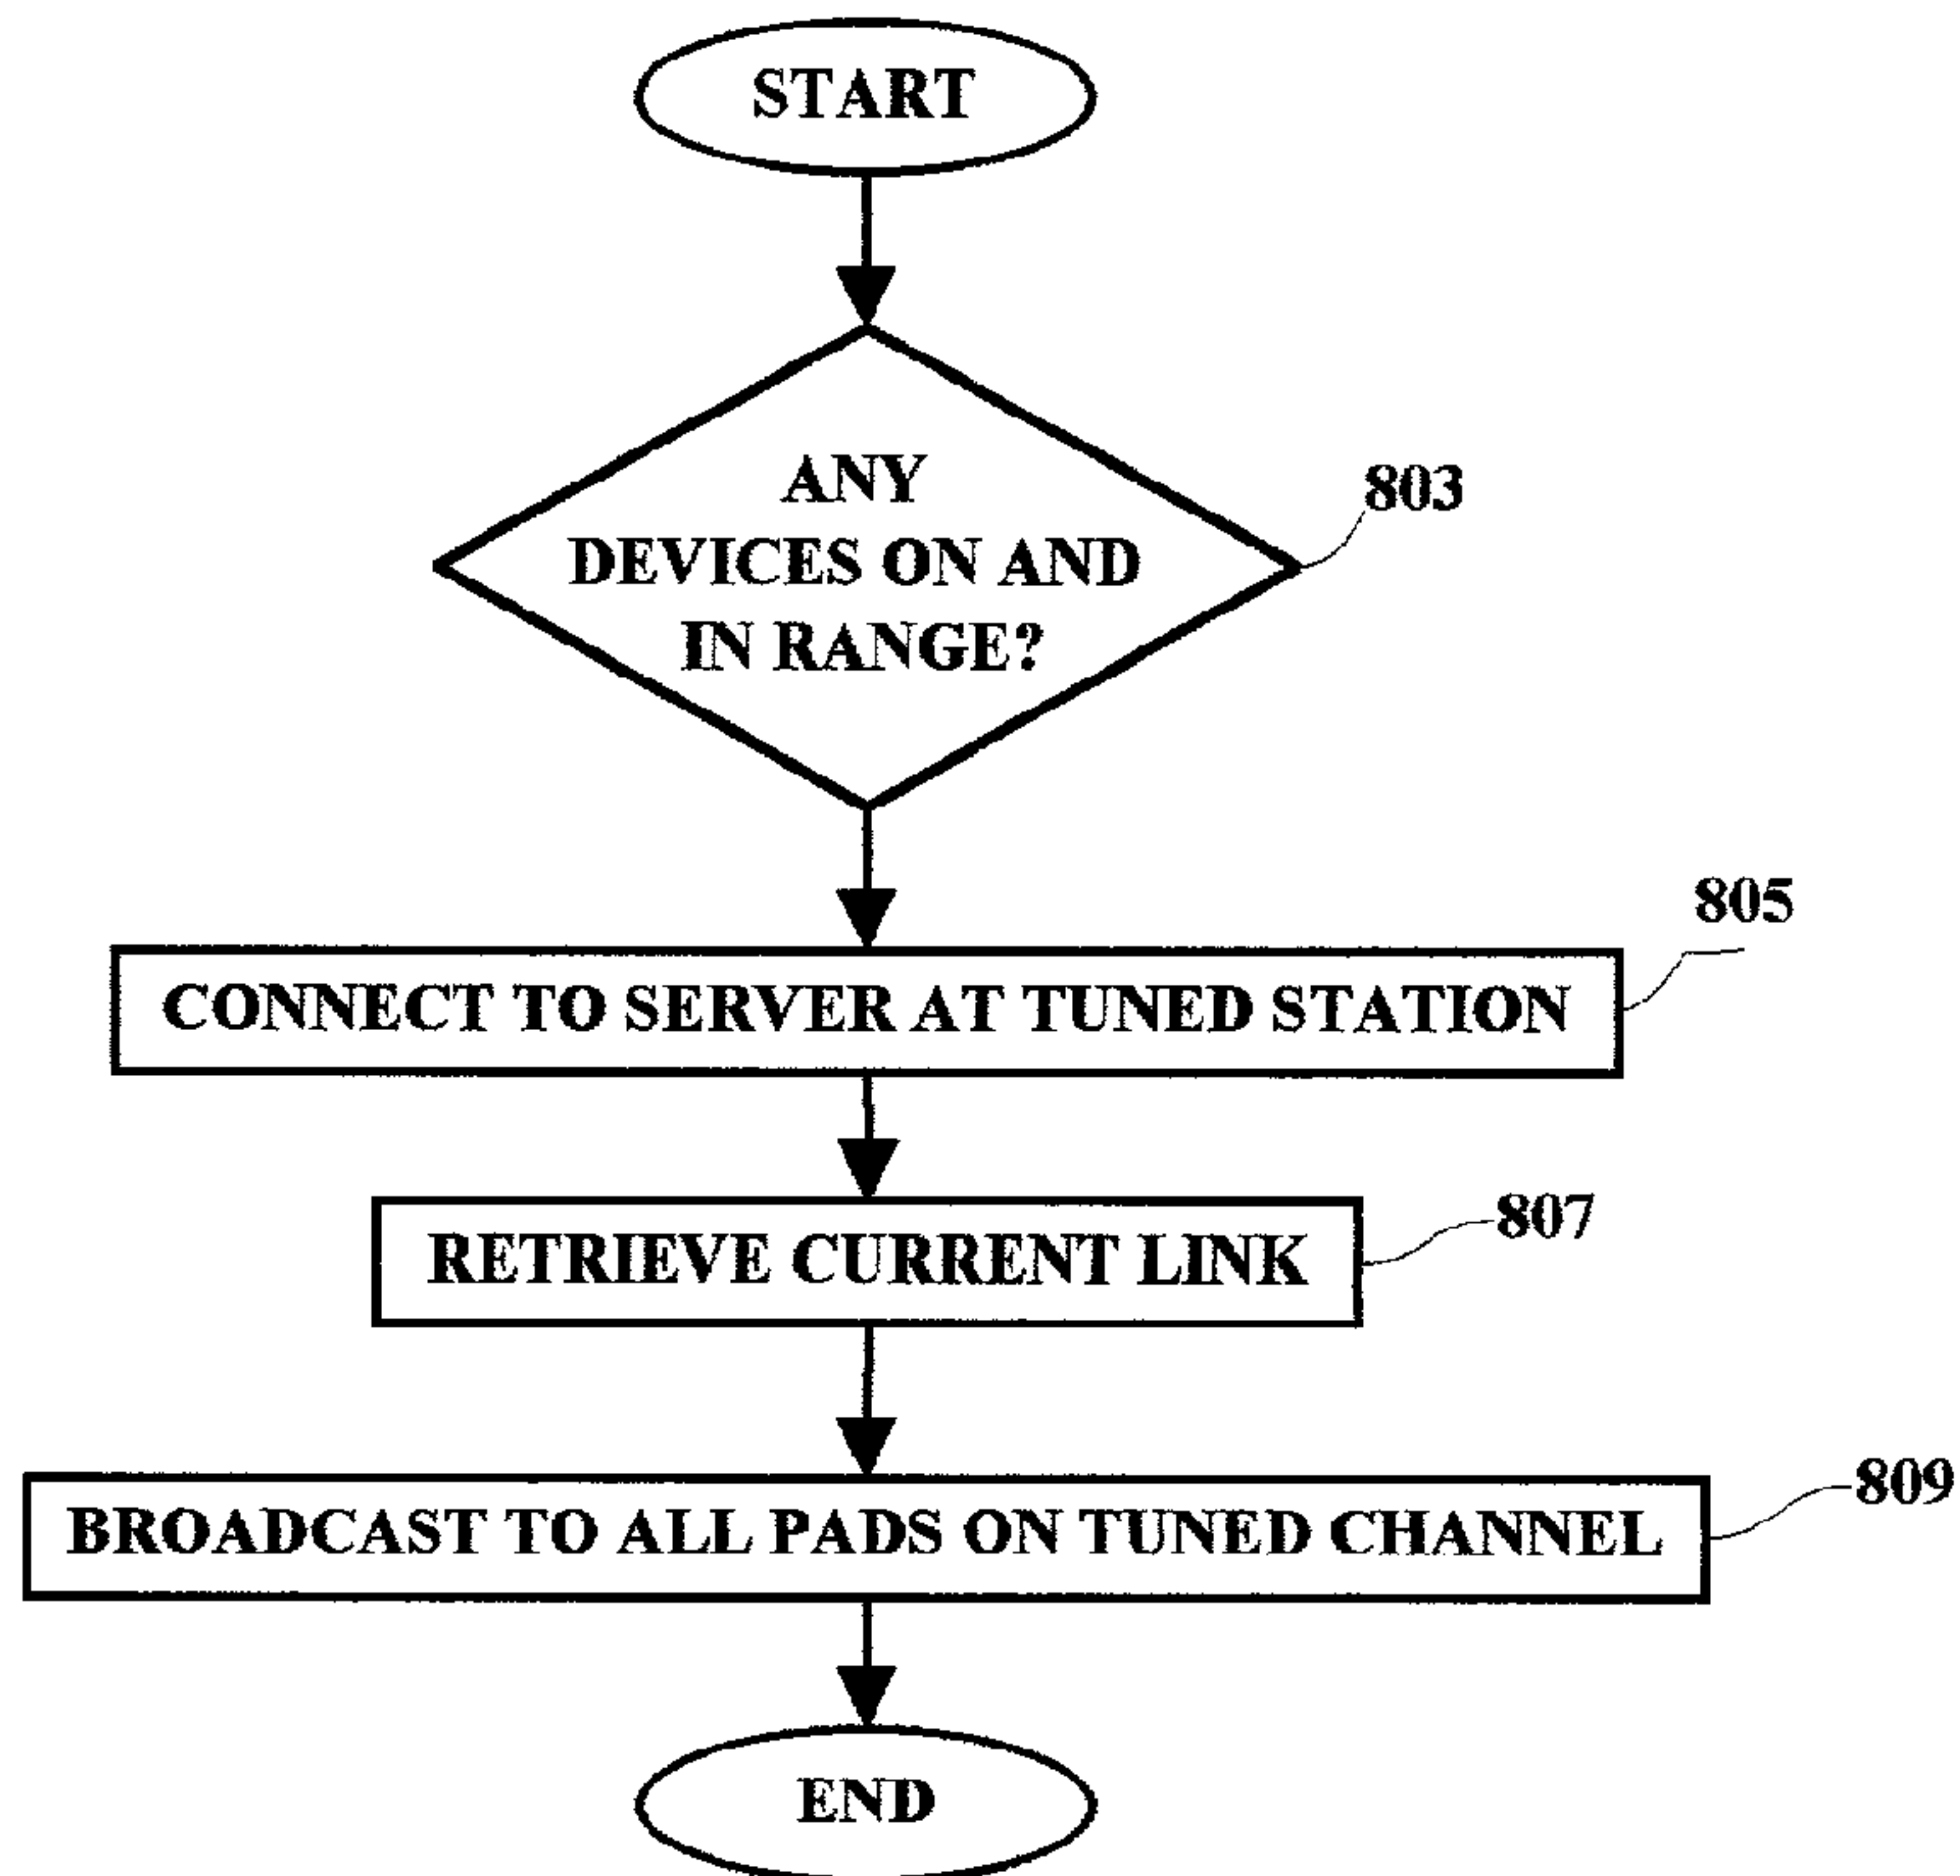 START
ANY
DEVICES ON AND
IN RANGE?
803
805
CONNECT TO SERVER AT TUNED STATION
RETRIEVE CURRENT LINK
807
BROADCAST TO ALL PADS ON TUNED CHANNEL
809
END